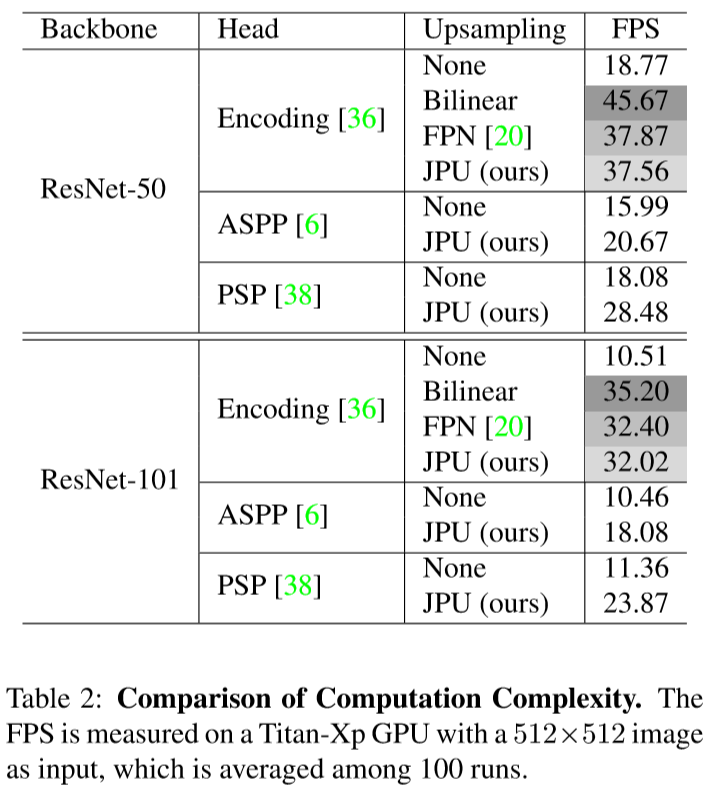 Backbone Head Upsampling FPS
ResNet-50 Encoding [36] None 18.77
Bilinear 45.67
FPN [20] 37.87
JPU (ours) 37.56
ASPP [6] None 15.99
JPU (ours) 20.67
PSP [38] None 18.08
JPU (ours) 28.48
ResNet-101 Encoding [36] None 10.51
Bilinear 35.20
FPN [20] 32.40
JPU (ours) 32.02
ASPP [6] None 10.46
JPU (ours) 18.08
PSP [38] None 11.36
JPU (ours) 23.87
Table 2: Comparison of Computation Complexity. The
FPS is measured on a Titan-Xp GPU with a 512×512 image
as input, which is averaged among 100 runs.